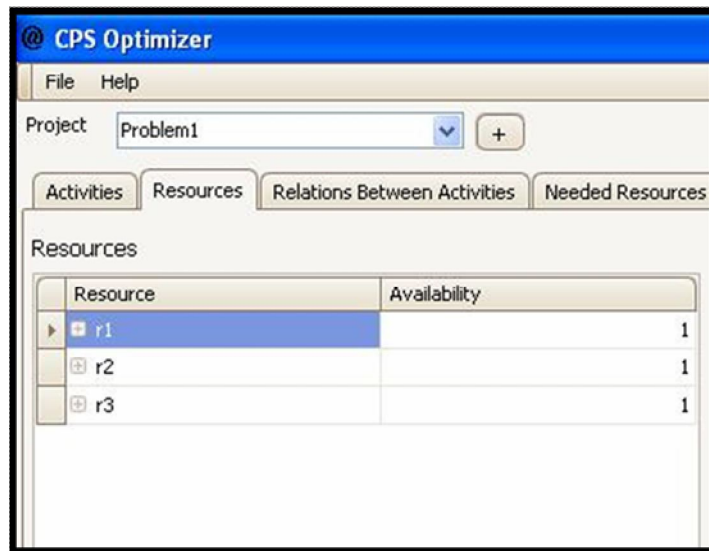 @ CPS Optimizer
File Help
Project Problem1 +
Activities Resources Relations Between Activities Needed Resources
Resources
Resource Availability
r1 1
r2 1
r3 1